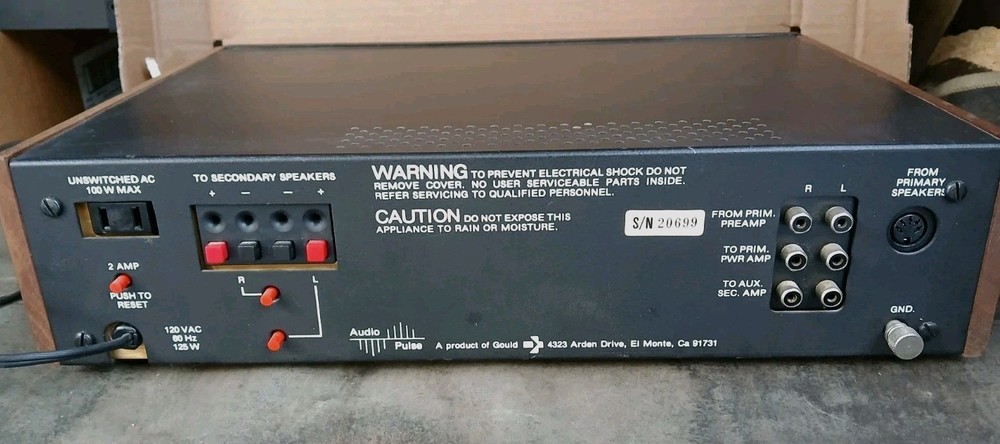 UNSWITCHED AC
100 W MAX
2 AMP
PUSH TO
RESET
120 VAC
60 Hz
125 W
TO SECONDARY SPEAKERS
+ − − +
R L
WARNING TO PREVENT ELECTRICAL SHOCK DO NOT
REMOVE COVER. NO USER SERVICEABLE PARTS INSIDE.
REFER SERVICING TO QUALIFIED PERSONNEL.
CAUTION DO NOT EXPOSE THIS
APPLIANCE TO RAIN OR MOISTURE.
S/N 20699
Audio
Pulse
A product of Gould 4323 Arden Drive, El Monte, Ca 91731
R L
FROM PRIM.
PREAMP
TO PRIM.
PWR AMP
TO AUX.
SEC. AMP
FROM
PRIMARY
SPEAKERS
GND.